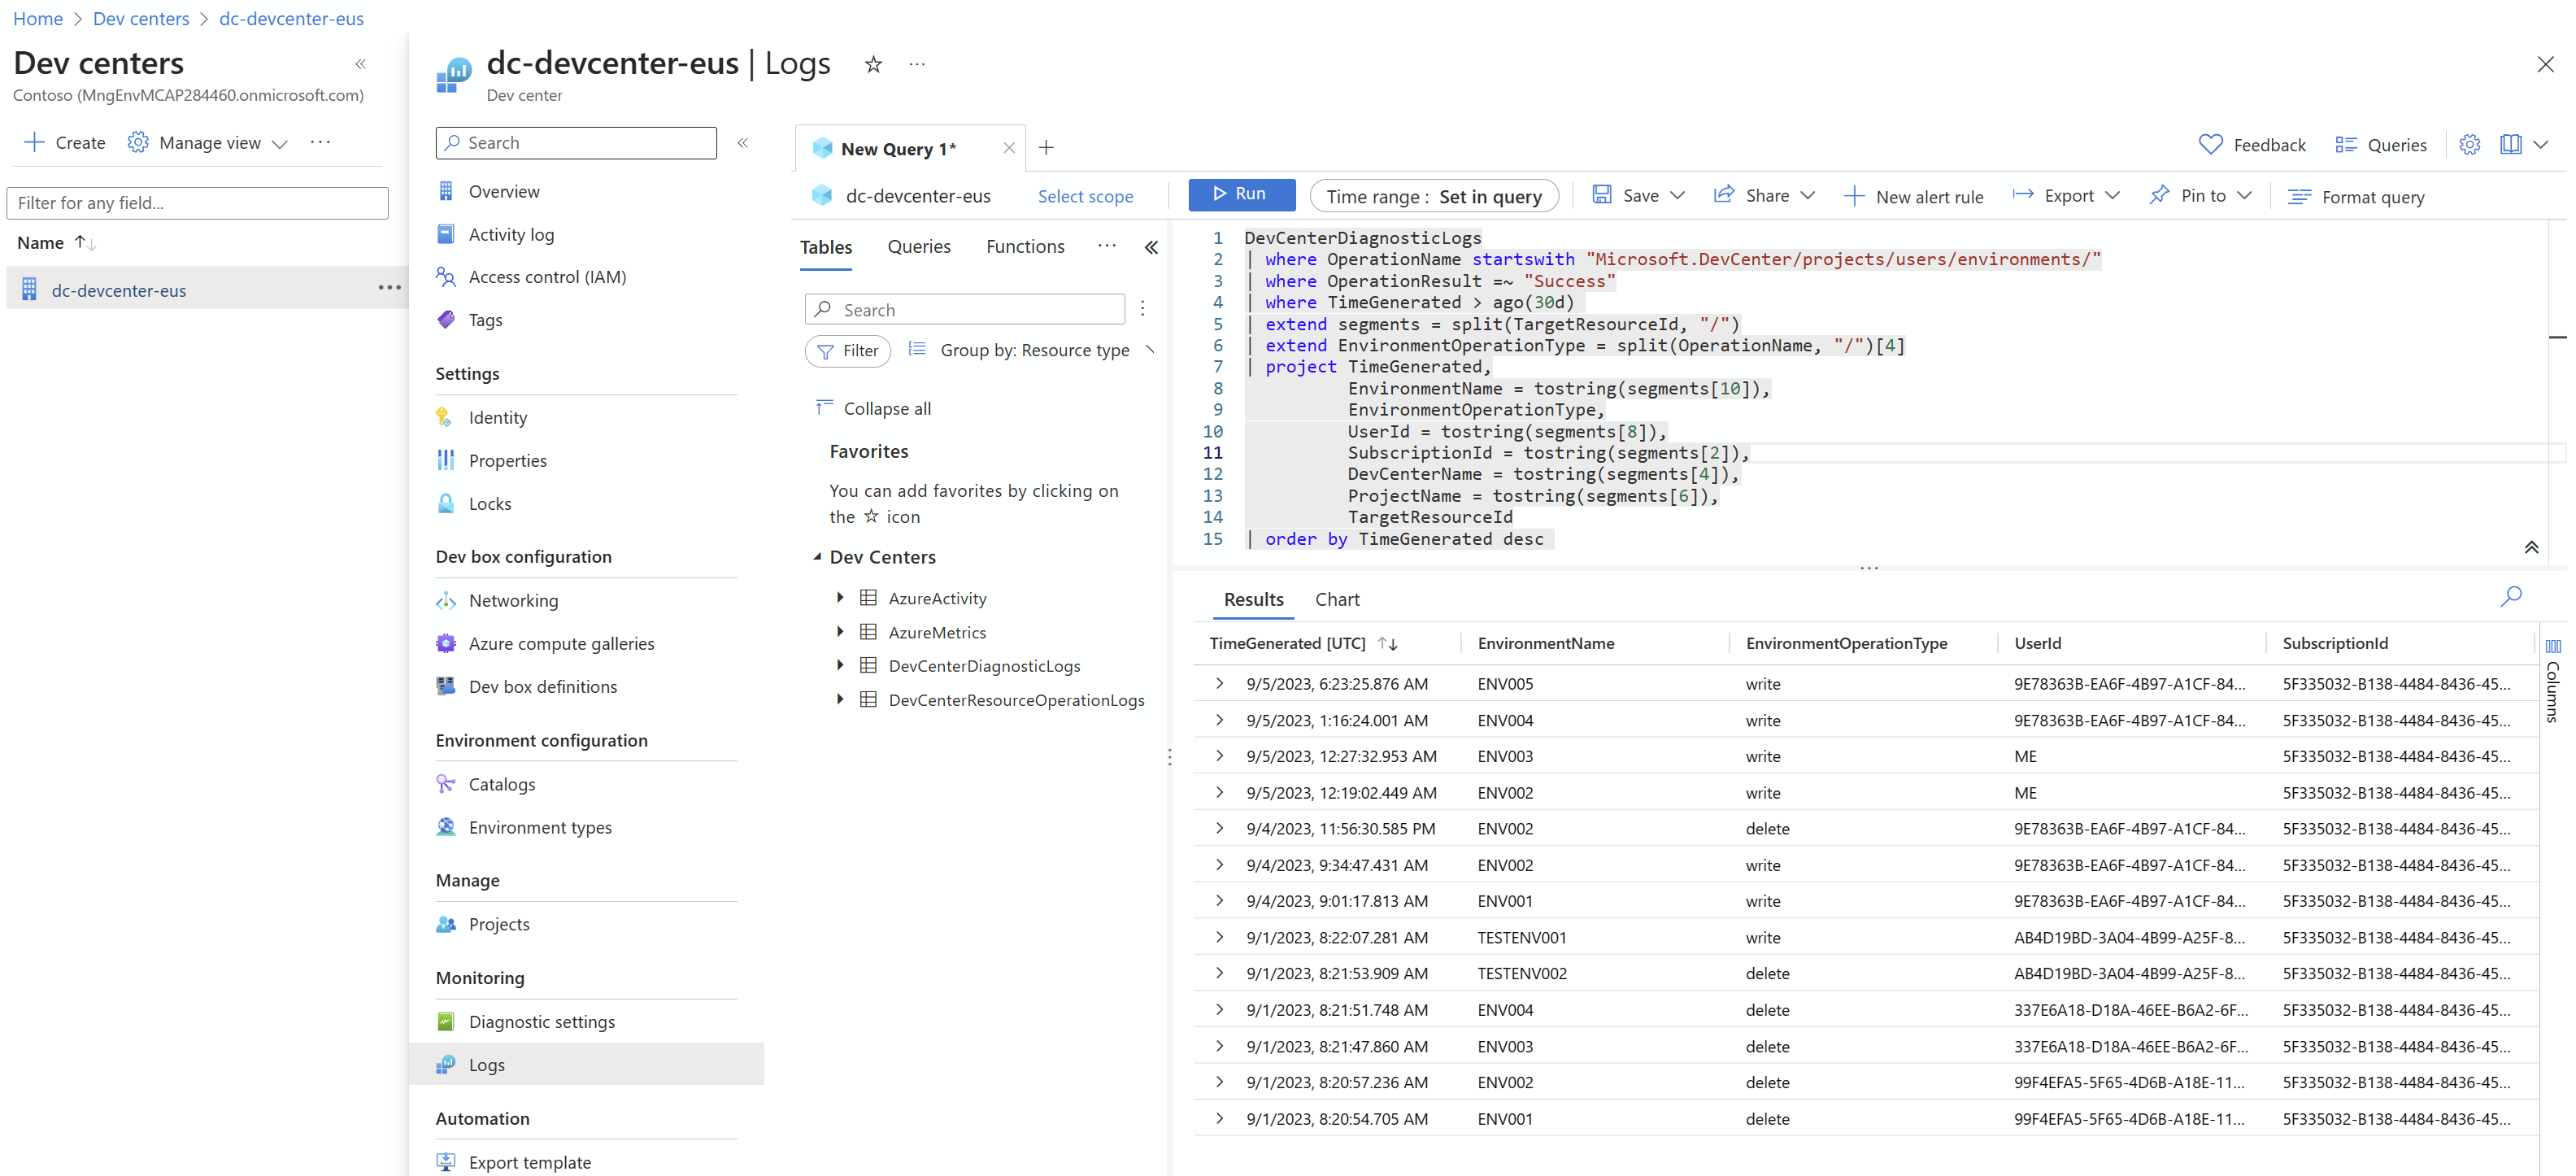 Home > Dev centers > dc-devcenter-eus
Dev centers
Contoso (MngEnvMCAP284460.onmicrosoft.com)
Create Manage view
Filter for any field...
Name
dc-devcenter-eus
dc-devcenter-eus | Logs
Dev center
Search
Overview
Activity log
Access control (IAM)
Tags
Settings
Identity
Properties
Locks
Dev box configuration
Networking
Azure compute galleries
Dev box definitions
Environment configuration
Catalogs
Environment types
Manage
Projects
Monitoring
Diagnostic settings
Logs
Automation
Export template
New Query 1*
Feedback Queries
dc-devcenter-eus Select scope Run Time range : Set in query Save Share New alert rule Export Pin to Format query
Tables Queries Functions
Search
Filter Group by: Resource type
Collapse all
Favorites
You can add favorites by clicking on
the ☆ icon
Dev Centers
AzureActivity
AzureMetrics
DevCenterDiagnosticLogs
DevCenterResourceOperationLogs
1 DevCenterDiagnosticLogs
2 | where OperationName startswith "Microsoft.DevCenter/projects/users/environments/"
3 | where OperationResult =~ "Success"
4 | where TimeGenerated > ago(30d)
5 | extend segments = split(TargetResourceId, "/")
6 | extend EnvironmentOperationType = split(OperationName, "/")[4]
7 | project TimeGenerated,
8 EnvironmentName = tostring(segments[10]),
9 EnvironmentOperationType,
10 UserId = tostring(segments[8]),
11 SubscriptionId = tostring(segments[2]),
12 DevCenterName = tostring(segments[4]),
13 ProjectName = tostring(segments[6]),
14 TargetResourceId
15 | order by TimeGenerated desc
Results Chart
TimeGenerated [UTC] EnvironmentName EnvironmentOperationType UserId SubscriptionId
9/5/2023, 6:23:25.876 AM ENV005 write 9E78363B-EA6F-4B97-A1CF-84... 5F335032-B138-4484-8436-45...
9/5/2023, 1:16:24.001 AM ENV004 write 9E78363B-EA6F-4B97-A1CF-84... 5F335032-B138-4484-8436-45...
9/5/2023, 12:27:32.953 AM ENV003 write ME 5F335032-B138-4484-8436-45...
9/5/2023, 12:19:02.449 AM ENV002 write ME 5F335032-B138-4484-8436-45...
9/4/2023, 11:56:30.585 PM ENV002 delete 9E78363B-EA6F-4B97-A1CF-84... 5F335032-B138-4484-8436-45...
9/4/2023, 9:34:47.431 AM ENV002 write 9E78363B-EA6F-4B97-A1CF-84... 5F335032-B138-4484-8436-45...
9/4/2023, 9:01:17.813 AM ENV001 write 9E78363B-EA6F-4B97-A1CF-84... 5F335032-B138-4484-8436-45...
9/1/2023, 8:22:07.281 AM TESTENV001 write AB4D19BD-3A04-4B99-A25F-8... 5F335032-B138-4484-8436-45...
9/1/2023, 8:21:53.909 AM TESTENV002 delete AB4D19BD-3A04-4B99-A25F-8... 5F335032-B138-4484-8436-45...
9/1/2023, 8:21:51.748 AM ENV004 delete 337E6A18-D18A-46EE-B6A2-6F... 5F335032-B138-4484-8436-45...
9/1/2023, 8:21:47.860 AM ENV003 delete 337E6A18-D18A-46EE-B6A2-6F... 5F335032-B138-4484-8436-45...
9/1/2023, 8:20:57.236 AM ENV002 delete 99F4EFA5-5F65-4D6B-A18E-11... 5F335032-B138-4484-8436-45...
9/1/2023, 8:20:54.705 AM ENV001 delete 99F4EFA5-5F65-4D6B-A18E-11... 5F335032-B138-4484-8436-45...
Columns